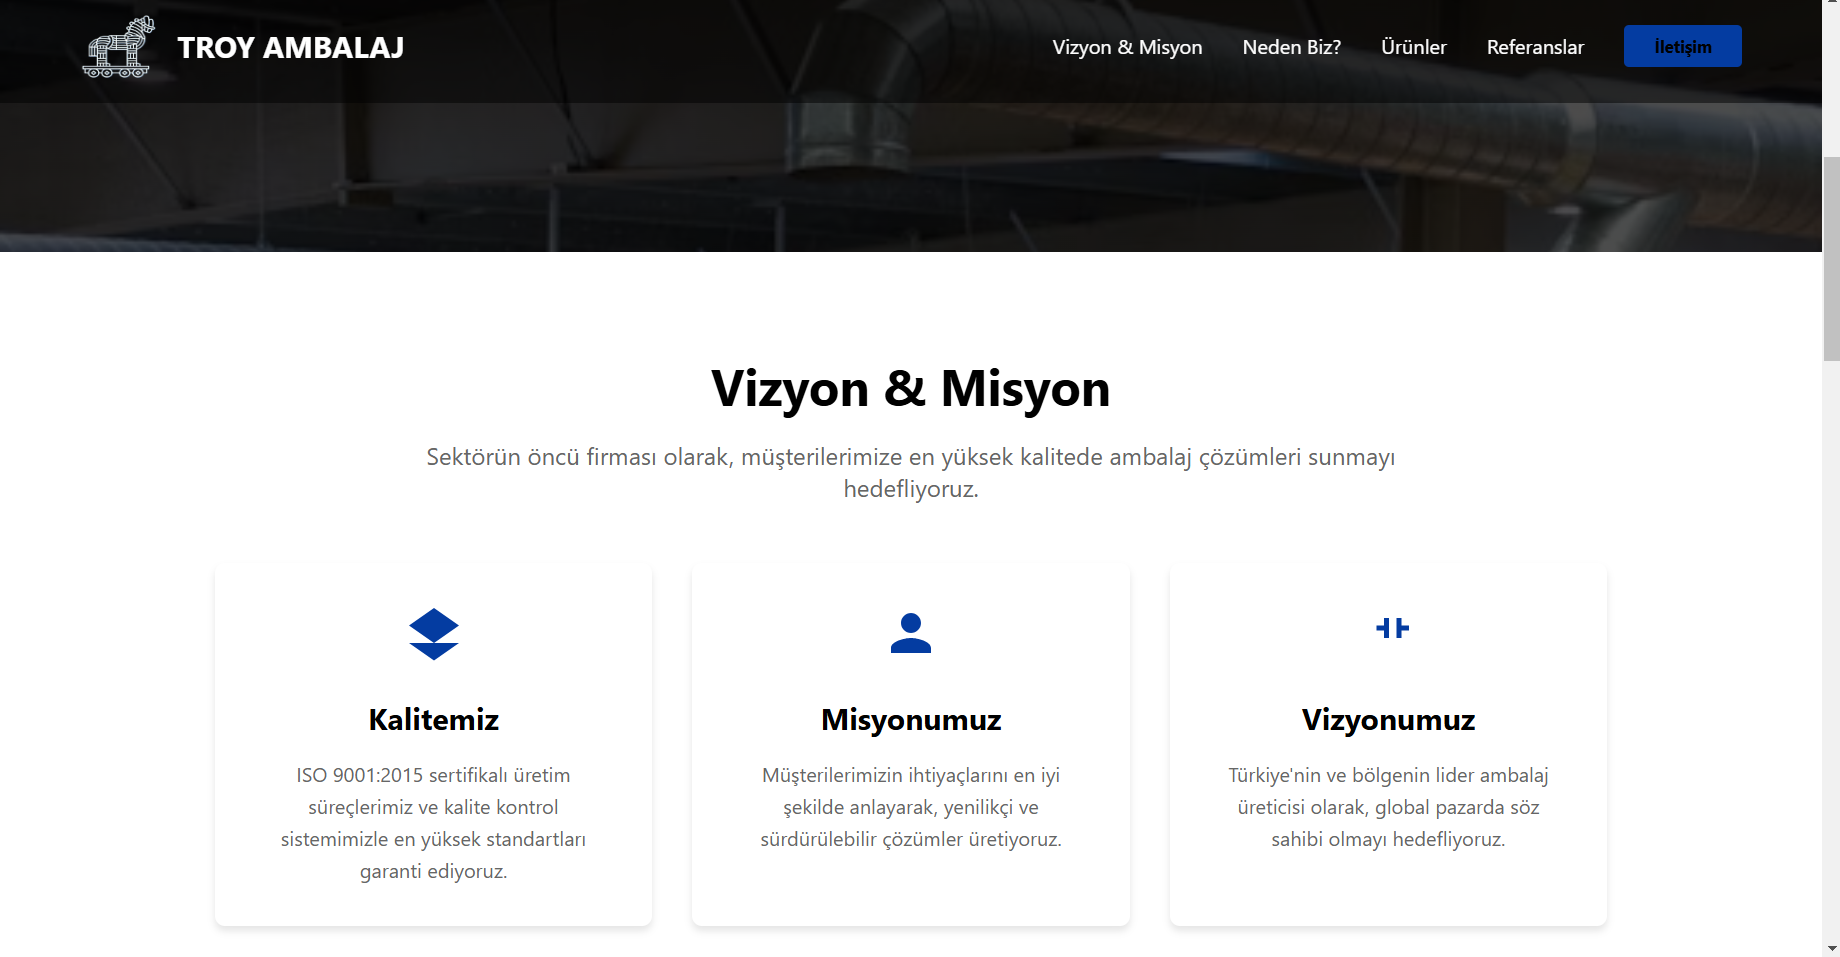 TROY AMBALAJ
Vizyon & Misyon
Neden Biz?
Ürünler
Referanslar
İletişim
Vizyon & Misyon
Sektörün öncü firması olarak, müşterilerimize en yüksek kalitede ambalaj çözümleri sunmayı
hedefliyoruz.
Kalitemiz
ISO 9001:2015 sertifikalı üretim
süreçlerimiz ve kalite kontrol
sistemimizle en yüksek standartları
garanti ediyoruz.
Misyonumuz
Müşterilerimizin ihtiyaçlarını en iyi
şekilde anlayarak, yenilikçi ve
sürdürülebilir çözümler üretiyoruz.
Vizyonumuz
Türkiye'nin ve bölgenin lider ambalaj
üreticisi olarak, global pazarda söz
sahibi olmayı hedefliyoruz.